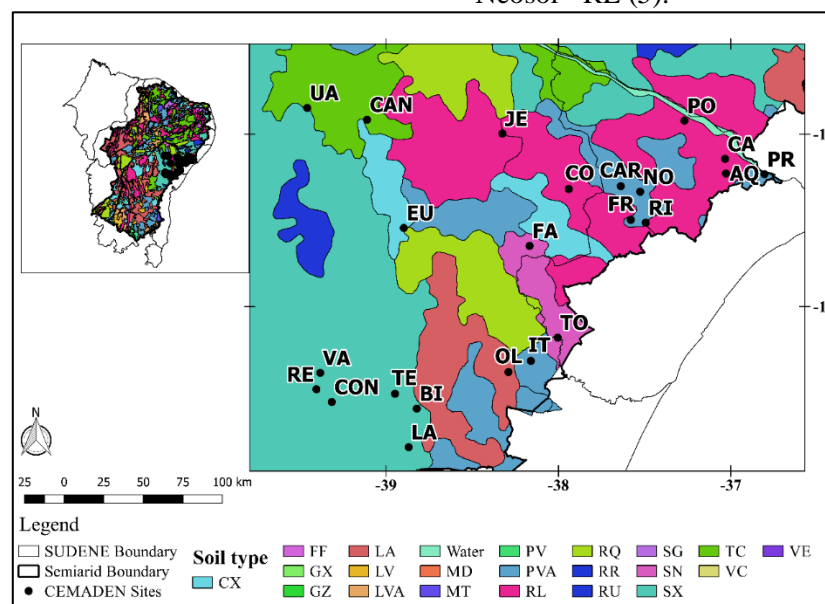 Neosol - RL (5).
UA
CAN
JE
PO
CA
PR
AQ
CO
CAR
NO
FR
RI
EU
FA
TO
IT
OL
VA
RE
CON
TE
BI
LA
-1
-1
-39
-38
-37
N
25 0 25 50 75 100 km
Legend
SUDENE Boundary
Semiarid Boundary
CEMADEN Sites
Soil type
CX
FF LA Water PV RQ SG TC VE
GX LV MD PVA RR SN VC
GZ LVA MT RL RU SX